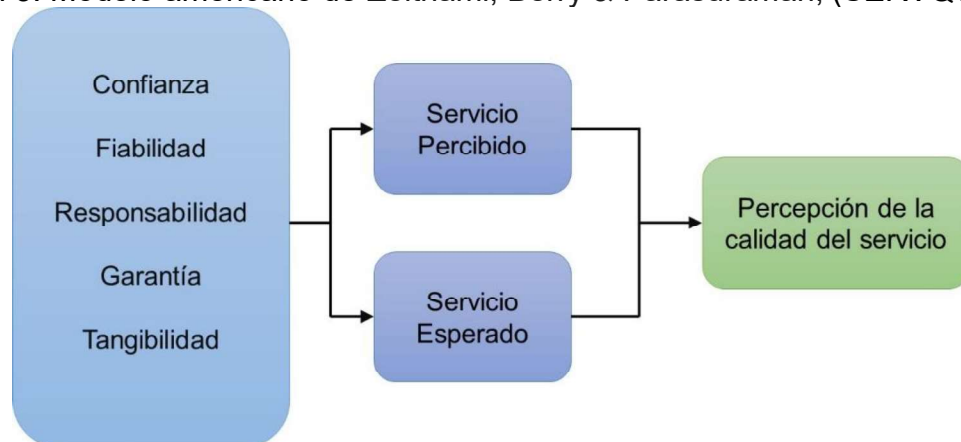 Modelo americano de Zeithaml, Berry & Parasuraman,
Confianza
Fiabilidad
Responsabilidad
Garantía
Tangibilidad
Servicio
Percibido
Servicio
Esperado
Percepción de la
calidad del servicio